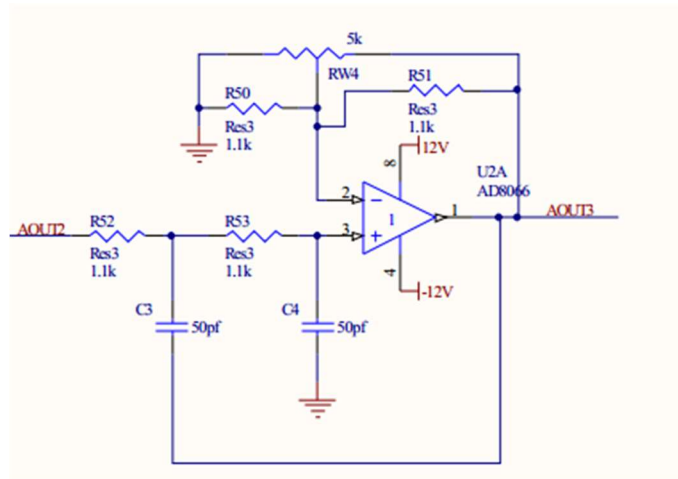 5k
RW4
R50
Res3
1.1k
R51
Res3
1.1k
12V
8
U2A
AD8066
2
1
1
3
AOUT3
AOUT2
R52
Res3
1.1k
R53
Res3
1.1k
4
-12V
C3
50pf
C4
50pf